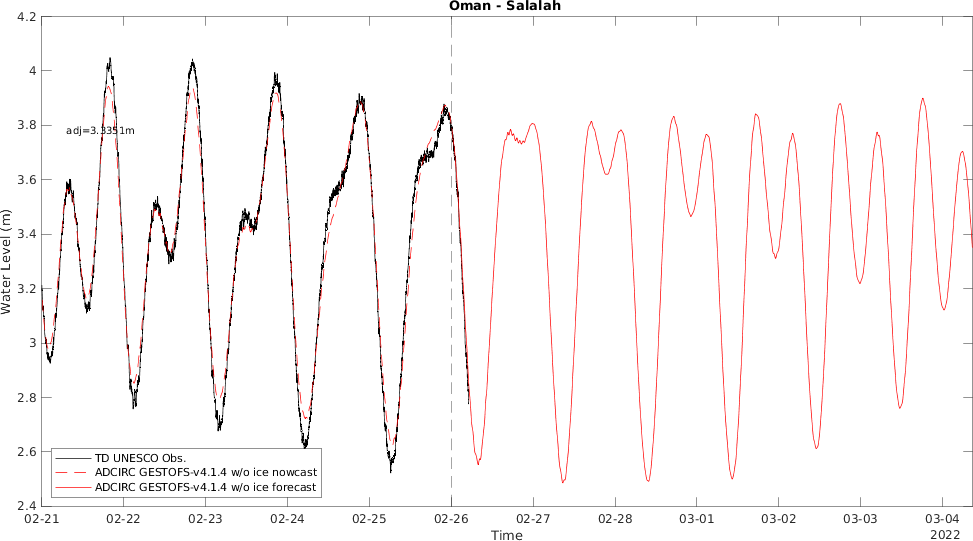 Oman - Salalah
4.2
4
3.8
3.6
3.4
3.2
3
2.8
2.6
2.4
Water Level (m)
adj=3.3351m
TD UNESCO Obs.
ADCIRC GESTOFS-v4.1.4 w/o ice nowcast
ADCIRC GESTOFS-v4.1.4 w/o ice forecast
02-21 02-22 02-23 02-24 02-25 02-26 02-27 02-28 03-01 03-02 03-03 03-04
Time
2022